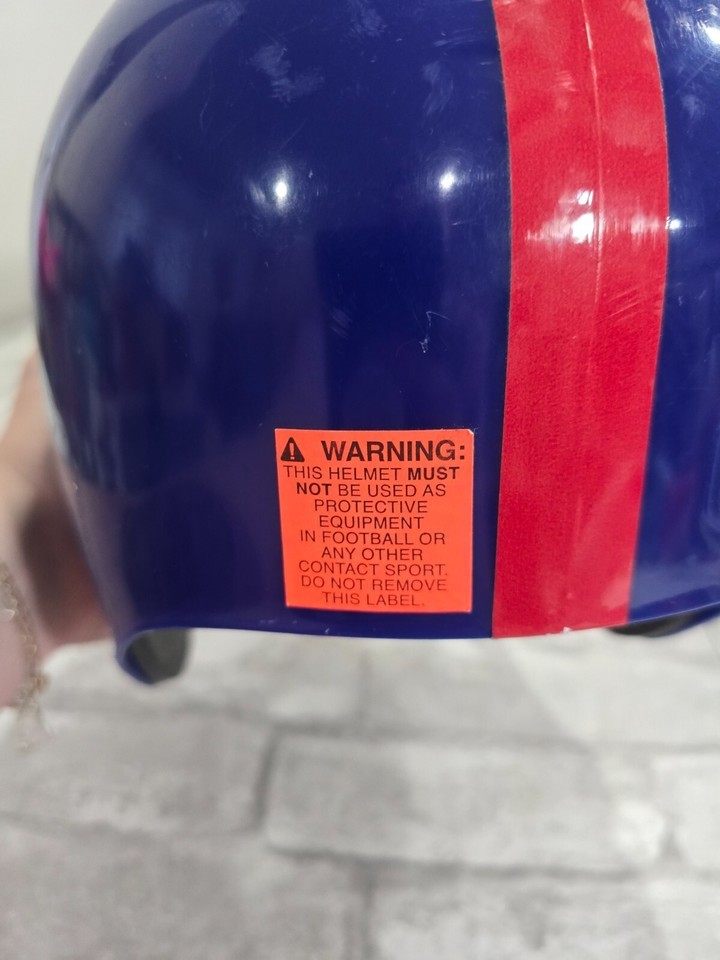 WARNING:
THIS HELMET MUST
NOT BE USED AS
PROTECTIVE
EQUIPMENT
IN FOOTBALL OR
ANY OTHER
CONTACT SPORT.
DO NOT REMOVE
THIS LABEL.